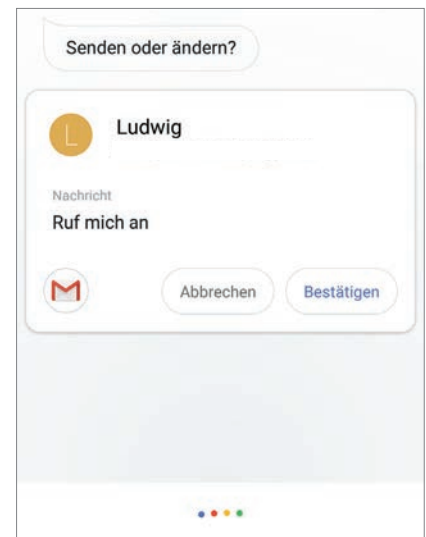 Senden oder ändern?
L
Ludwig
Nachricht
Ruf mich an
Abbrechen
Bestätigen